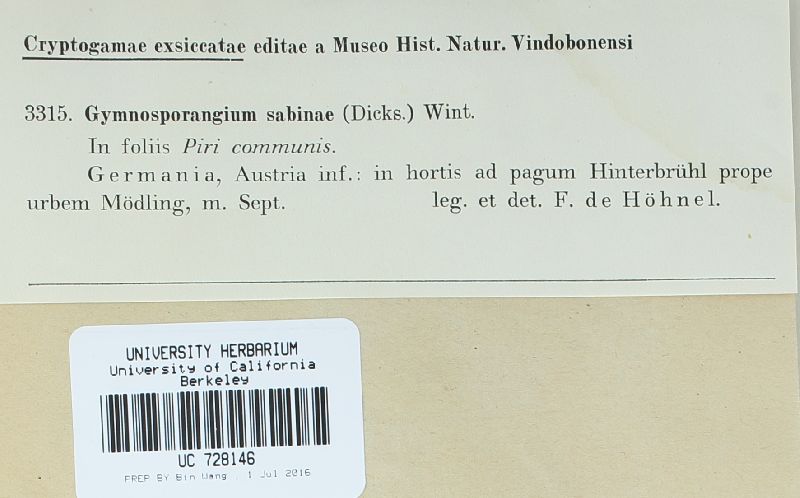 Cryptogamae exsiccatae editae a Museo Hist. Natur. Vindobonensi
3315. Gymnosporangium sabinae (Dicks.) Wint.
In foliis Piri communis.
Germania, Austria inf.: in hortis ad pagum Hinterbrühl prope
urbem Mödling, m. Sept. leg. et det. F. de Höhnel.
UNIVERSITY HERBARIUM
University of California
Berkeley
UC 728146
PREP BY Bin Wang , 1 Jul 2016